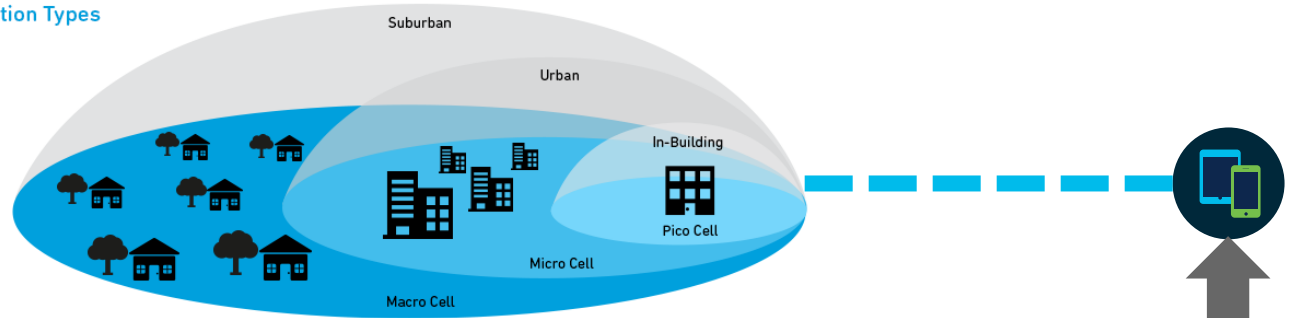 tion Types
Suburban
Urban
In-Building
Pico Cell
Micro Cell
Macro Cell